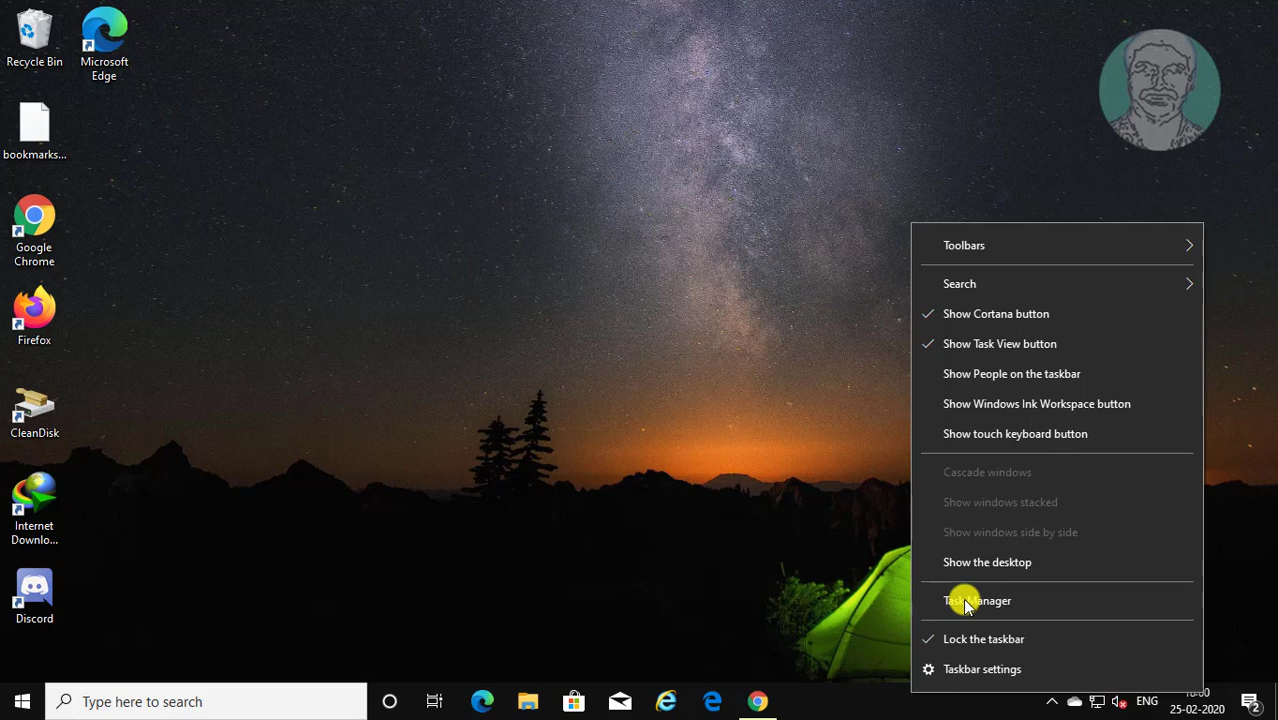 Recycle Bin
Microsoft
Edge
bookmarks...
Google
Chrome
Firefox
CleanDisk
Internet
Downlo...
Discord
Toolbars
Search
Show Cortana button
Show Task View button
Show People on the taskbar
Show Windows Ink Workspace button
Show touch keyboard button
Cascade windows
Show windows stacked
Show windows side by side
Show the desktop
Task Manager
Lock the taskbar
Taskbar settings
Type here to search
ENG
25-02-2020
2